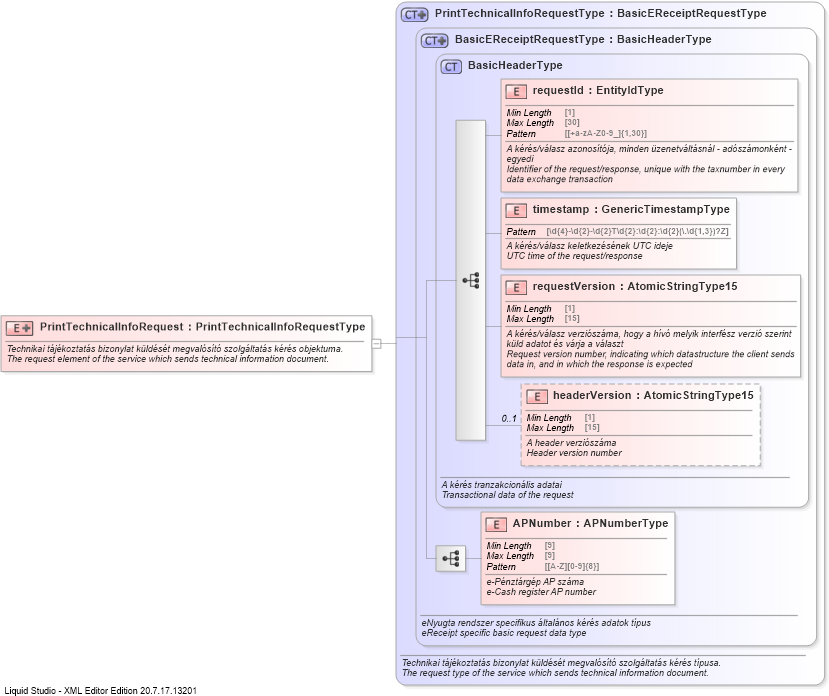 CT+ PrintTechnicalInfoRequestType : BasicEReceiptRequestType
CT+ BasicEReceiptRequestType : BasicHeaderType
CT BasicHeaderType
E requestId : EntityIdType
Min Length [1]
Max Length [30]
Pattern [[+a-zA-Z0-9_]{1,30}]
A kérés/válasz azonosítója, minden üzenetváltásnál - adószámonként -
egyedi
Identifier of the request/response, unique with the taxnumber in every
data exchange transaction
E timestamp : GenericTimestampType
Pattern [\d{4}-\d{2}-\d{2}T\d{2}:\d{2}:\d{2}(\.\d{1,3})?Z]
A kérés/válasz keletkezésének UTC ideje
UTC time of the request/response
E requestVersion : AtomicStringType15
Min Length [1]
Max Length [15]
A kérés/válasz verziószáma, hogy a hívó melyik interfész verzió szerint
küld adatot és várja a választ
Request version number, indicating which datastructure the client sends
data in, and in which the response is expected
E+ PrintTechnicalInfoRequest : PrintTechnicalInfoRequestType
Technikai tájékoztatás bizonylat küldését megvalósító szolgáltatás kérés objektuma.
The request element of the service which sends technical information document.
0..1
E headerVersion : AtomicStringType15
Min Length [1]
Max Length [15]
A header verziószáma
Header version number
A kérés tranzakcionális adatai
Transactional data of the request
E APNumber : APNumberType
Min Length [9]
Max Length [9]
Pattern [[A-Z][0-9]{8}]
e-Pénztárgép AP száma
e-Cash register AP number
eNyugta rendszer specifikus általános kérés adatok típus
eReceipt specific basic request data type
Technikai tájékoztatás bizonylat küldését megvalósító szolgáltatás kérés típusa.
The request type of the service which sends technical information document.
Liquid Studio - XML Editor Edition 20.7.17.13201